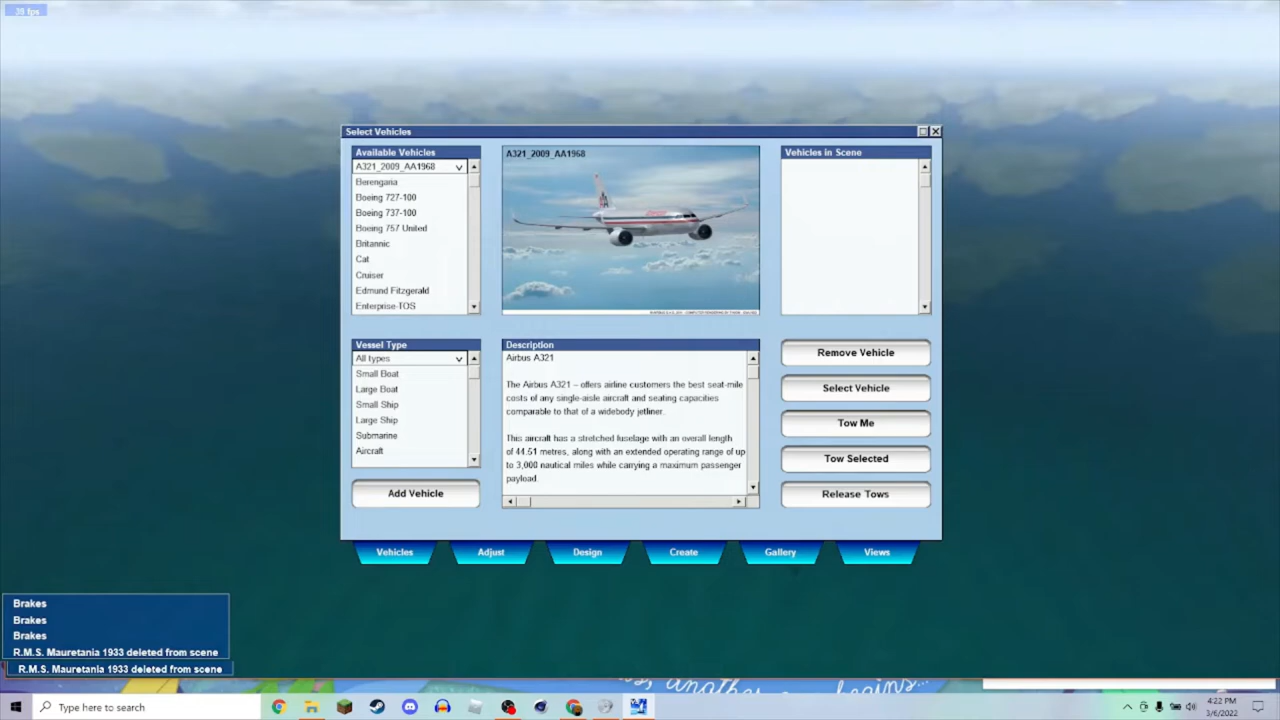 38 fps
Select Vehicles
Available Vehicles
A321_2009_AA1968
Berengaria
Boeing 727-100
Boeing 737-100
Boeing 757 United
Britannic
Cat
Cruiser
Edmund Fitzgerald
Enterprise-TOS
A321_2009_AA1968
Vehicles in Scene
Vessel Type
All types
Small Boat
Large Boat
Small Ship
Large Ship
Submarine
Aircraft
Add Vehicle
Description
Airbus A321
The Airbus A321 – offers airline customers the best seat-mile
costs of any single-aisle aircraft and seating capacities
comparable to that of a widebody jetliner.
This aircraft has a stretched fuselage with an overall length
of 44.51 metres, along with an extended operating range of up
to 3,000 nautical miles while carrying a maximum passenger
payload.
Remove Vehicle
Select Vehicle
Tow Me
Tow Selected
Release Tows
Vehicles
Adjust
Design
Create
Gallery
Views
Brakes
Brakes
Brakes
R.M.S. Mauretania 1933 deleted from scene
R.M.S. Mauretania 1933 deleted from scene
begins...
Type here to search
4:22 PM
3/6/2022